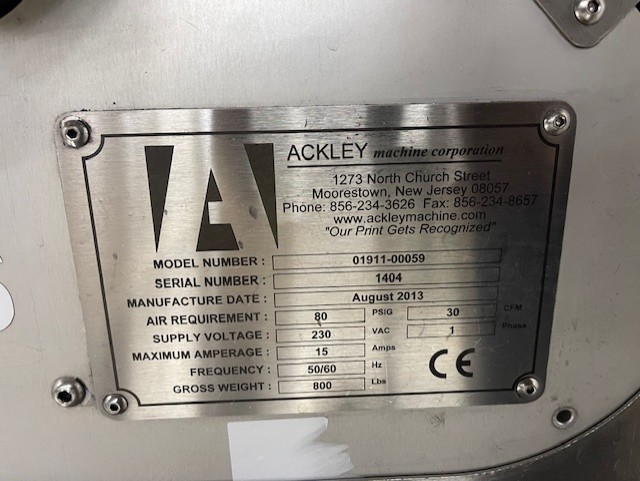 A
ACKLEY machine corporation
1273 North Church Street
Moorestown, New Jersey 08057
Phone: 856-234-3626 Fax: 856-234-8657
www.ackleymachine.com
"Our Print Gets Recognized"
MODEL NUMBER : 01911-00059
SERIAL NUMBER : 1404
MANUFACTURE DATE : August 2013
AIR REQUIREMENT : 80 PSIG 30 CFM
SUPPLY VOLTAGE : 230 VAC 1 Phase
MAXIMUM AMPERAGE : 15 Amps
FREQUENCY : 50/60 Hz
GROSS WEIGHT : 800 Lbs
CE